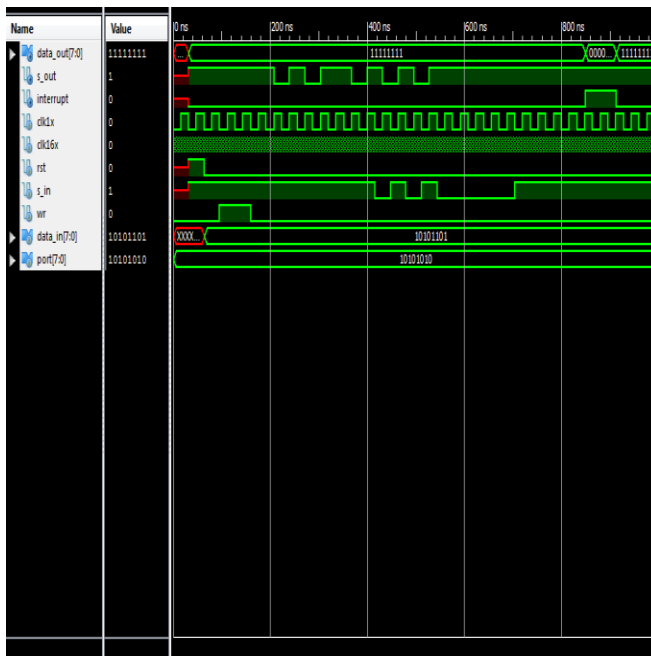 Name Value 0 ns 200 ns 400 ns 600 ns 800 ns
data_out[7:0] 11111111 ... 11111111 0000... 1111111
s_out 1
interrupt 0
clk1x 0
clk16x 0
rst 0
s_in 1
wr 0
data_in[7:0] 10101101 XXXX... 10101101
port[7:0] 10101010 10101010